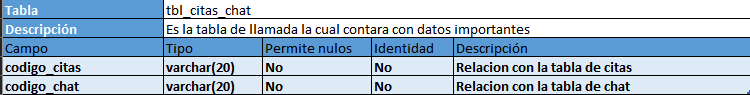 Tabla tbl_citas_chat
Descripción Es la tabla de llamada la cual contara con datos importantes
Campo Tipo Permite nulos Identidad Descripción
codigo_citas varchar(20) No No Relacion con la tabla de citas
codigo_chat varchar(20) No No Relacion con la tabla de chat